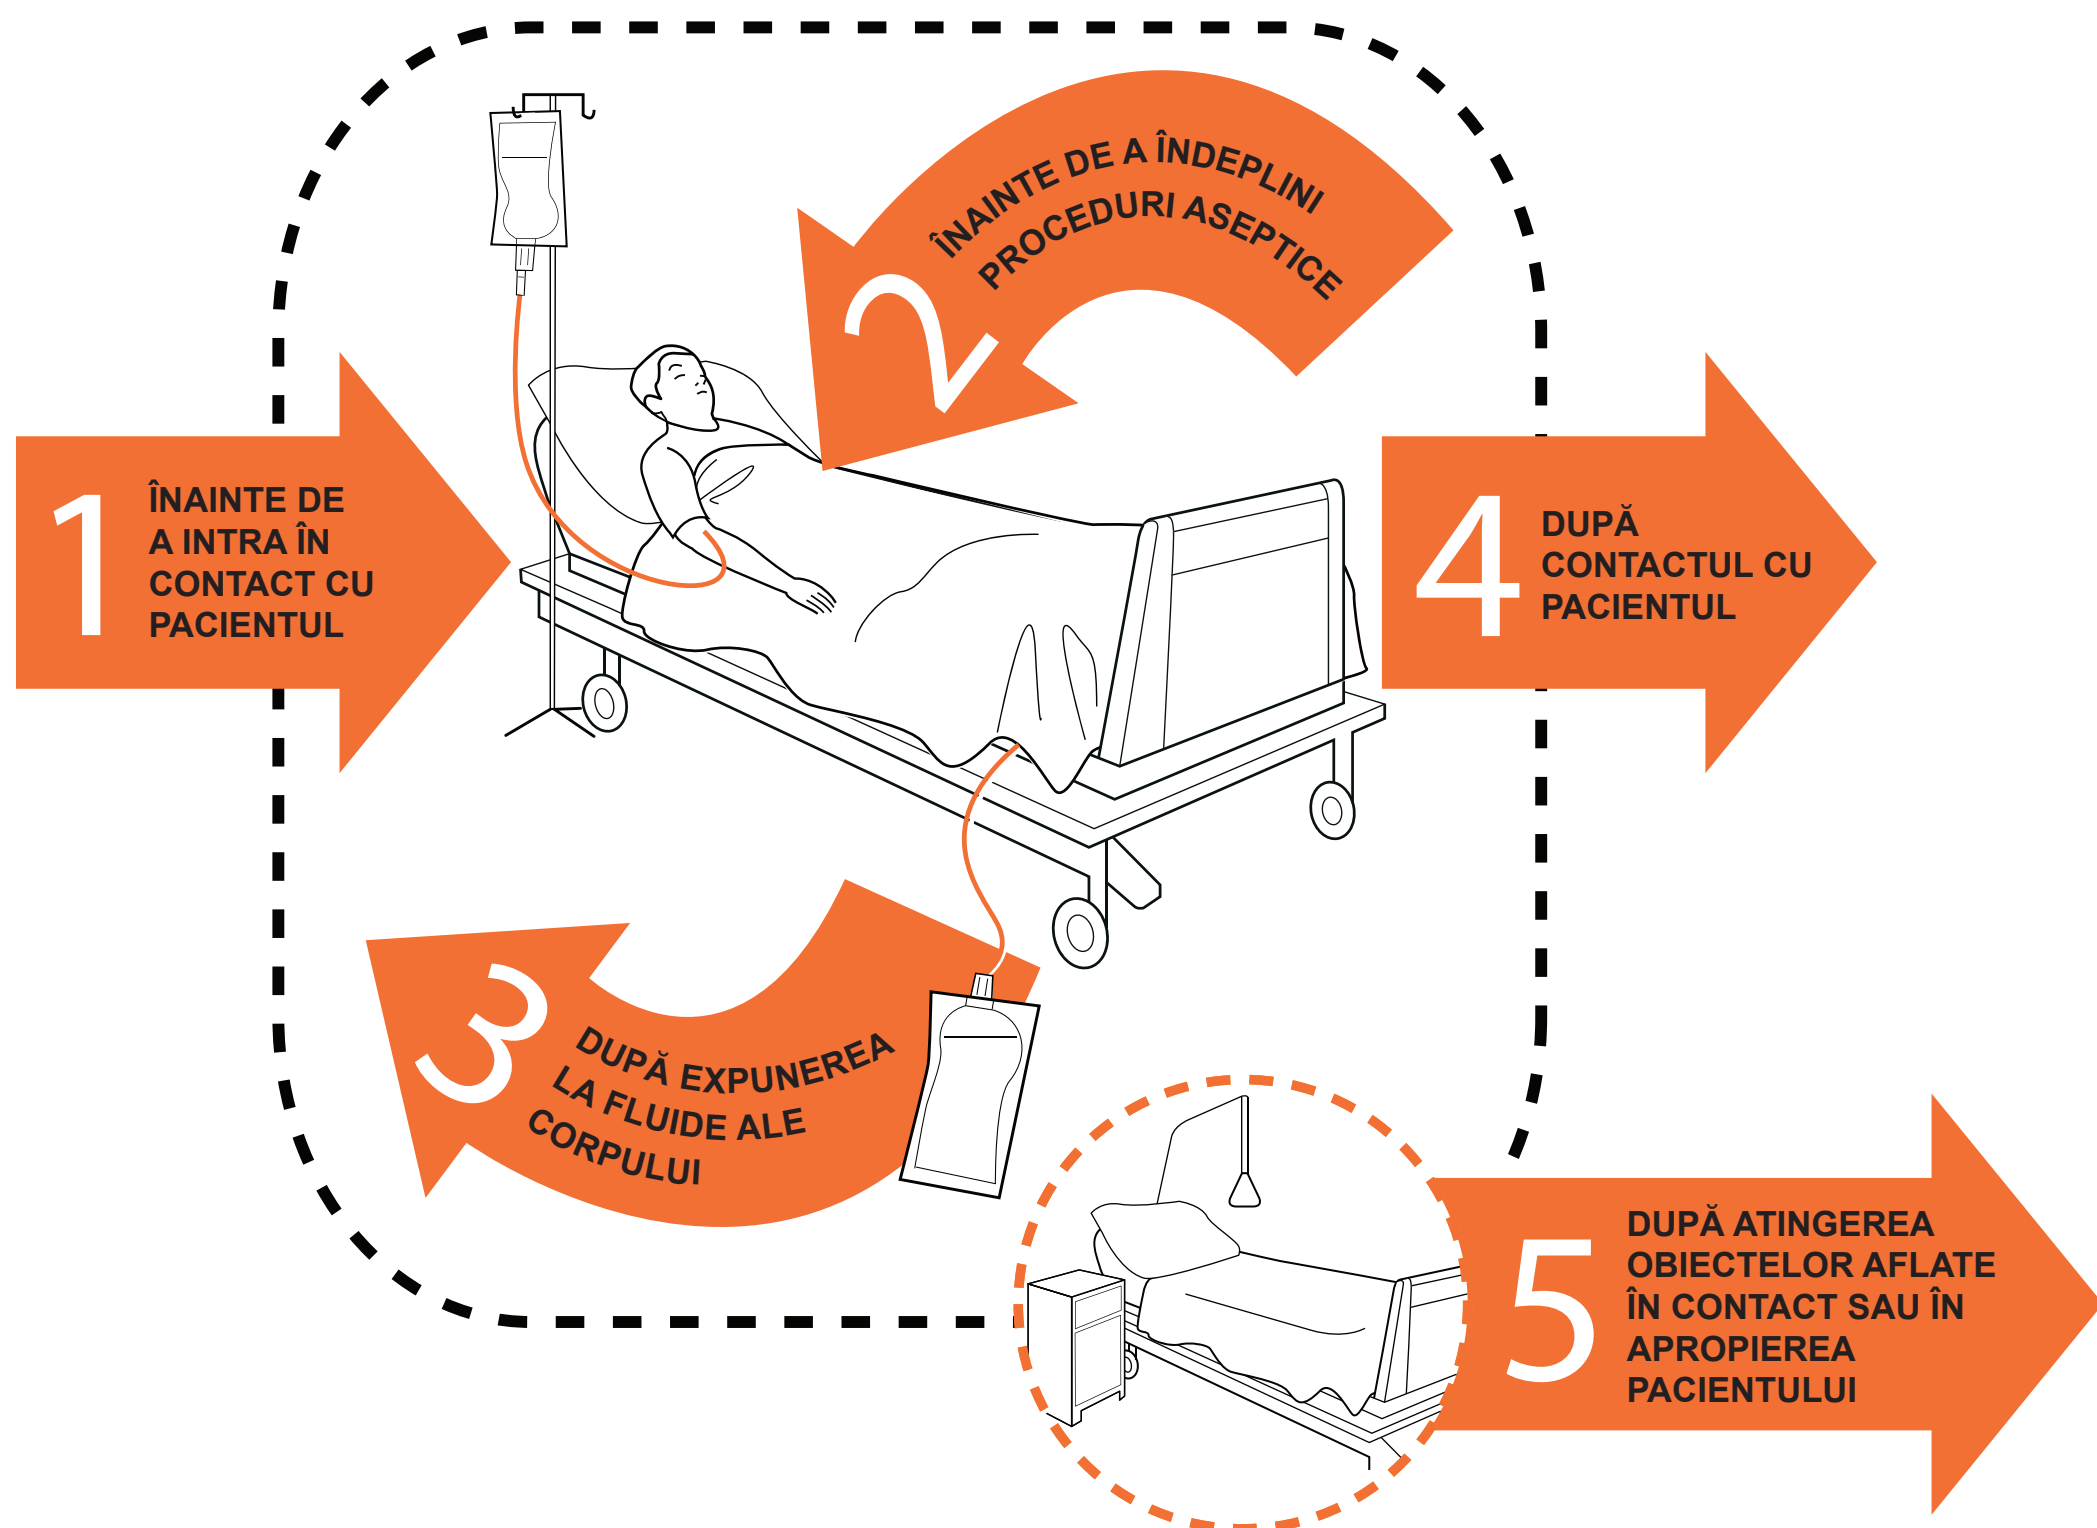 1
ÎNAINTE DE
A INTRA ÎN
CONTACT CU
PACIENTUL
2
ÎNAINTE DE A ÎNDEPLINI
PROCEDURI ASEPTICE
3
DUPĂ EXPUNEREA
LA FLUIDE ALE
CORPULUI
4
DUPĂ
CONTACTUL CU
PACIENTUL
5
DUPĂ ATINGEREA
OBIECTELOR AFLATE
ÎN CONTACT SAU ÎN
APROPIEREA
PACIENTULUI